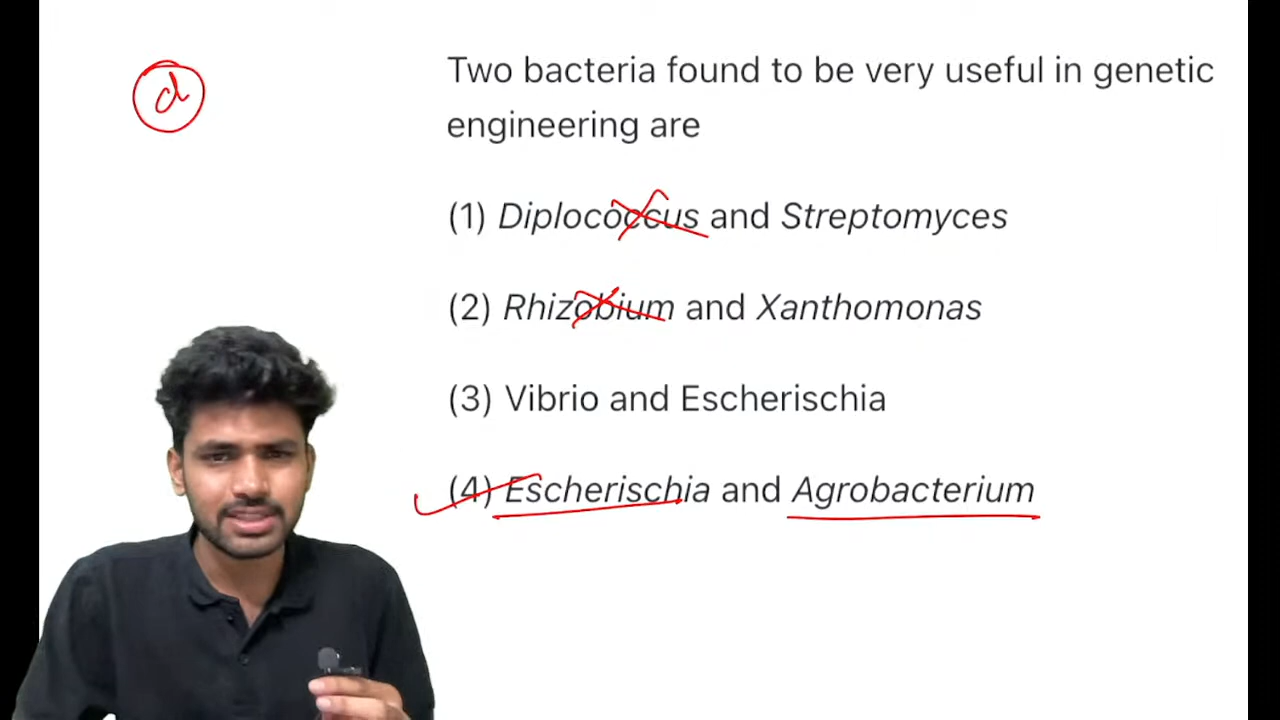 d
Two bacteria found to be very useful in genetic
engineering are
(1) Diplococcus and Streptomyces
(2) Rhizobium and Xanthomonas
(3) Vibrio and Escherischia
(4) Escherischia and Agrobacterium